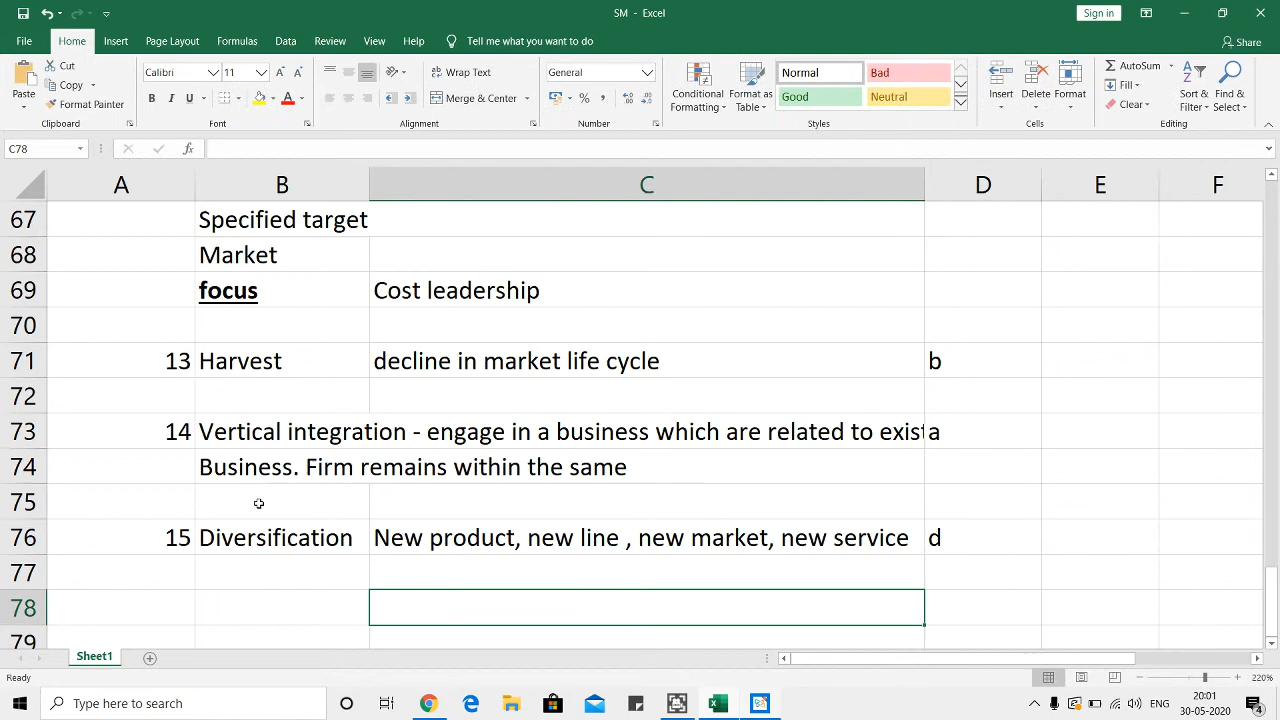 SM - Excel
Sign in
File Home Insert Page Layout Formulas Data Review View Help Tell me what you want to do Share
Paste Cut Copy Format Painter
Clipboard
Calibri 11
B I U A
Font
Wrap Text
Merge & Center
Alignment
General
%
Number
Conditional Formatting
Format as Table
Normal Bad
Good Neutral
Styles
Insert Delete Format
Cells
AutoSum
Fill
Clear
Sort & Filter
Find & Select
Editing
C78 fx
A B C D E F
67 Specified target
68 Market
69 focus Cost leadership
70
71 13 Harvest decline in market life cycle b
72
73 14 Vertical integration - engage in a business which are related to exist a
74 Business. Firm remains within the same
75
76 15 Diversification New product, new line , new market, new service d
77
78
79
Sheet1
220%
Type here to search
ENG
20:01
30-05-2020
4